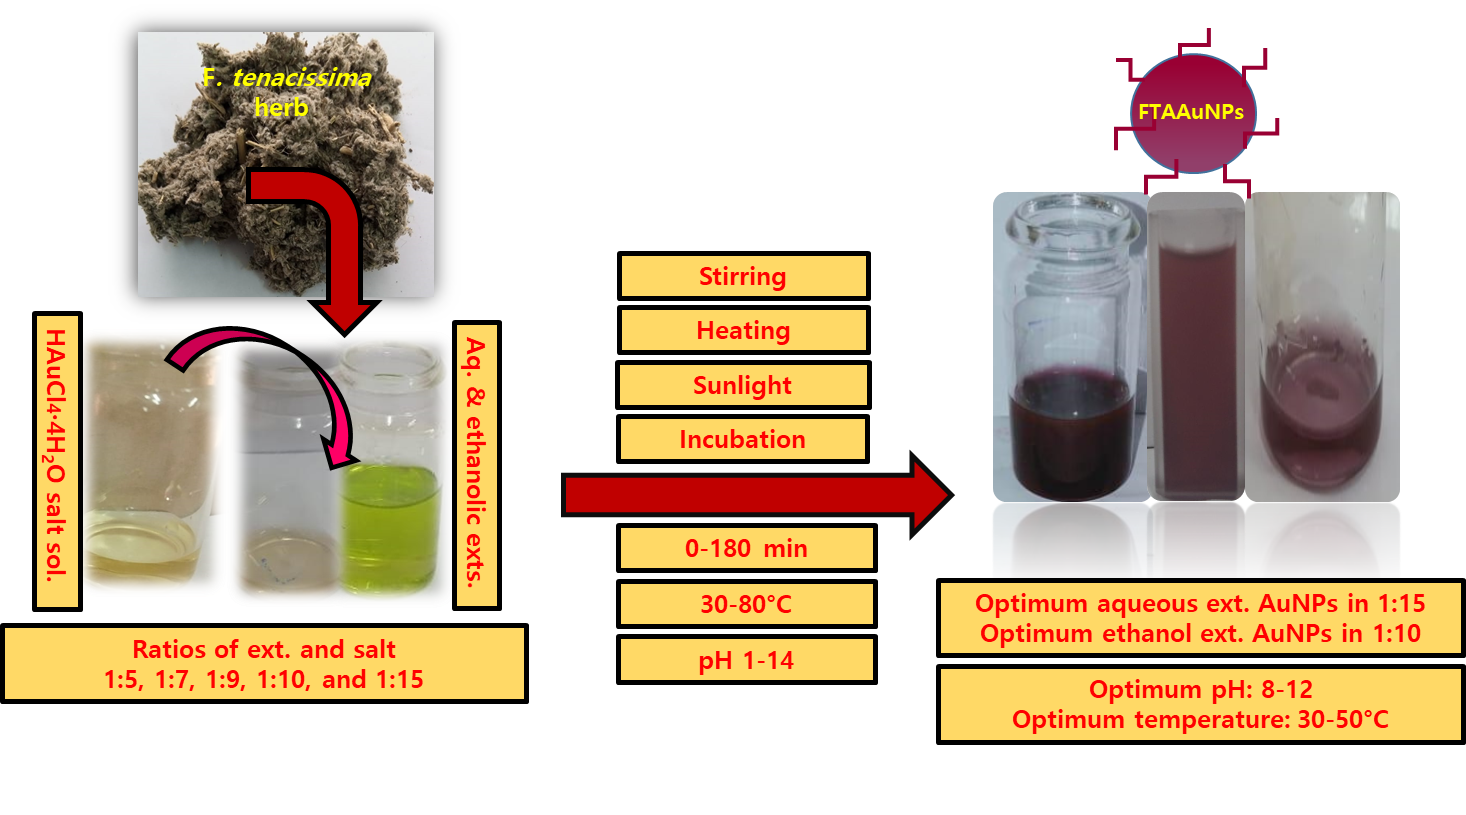 F. tenacissima
herb
FTAAuNPs
HAuCl4·4H2O salt sol.
Aq. & ethanolic exts.
Stirring
Heating
Sunlight
Incubation
0-180 min
30-80°C
pH 1-14
Ratios of ext. and salt
1:5, 1:7, 1:9, 1:10, and 1:15
Optimum aqueous ext. AuNPs in 1:15
Optimum ethanol ext. AuNPs in 1:10
Optimum pH: 8-12
Optimum temperature: 30-50°C